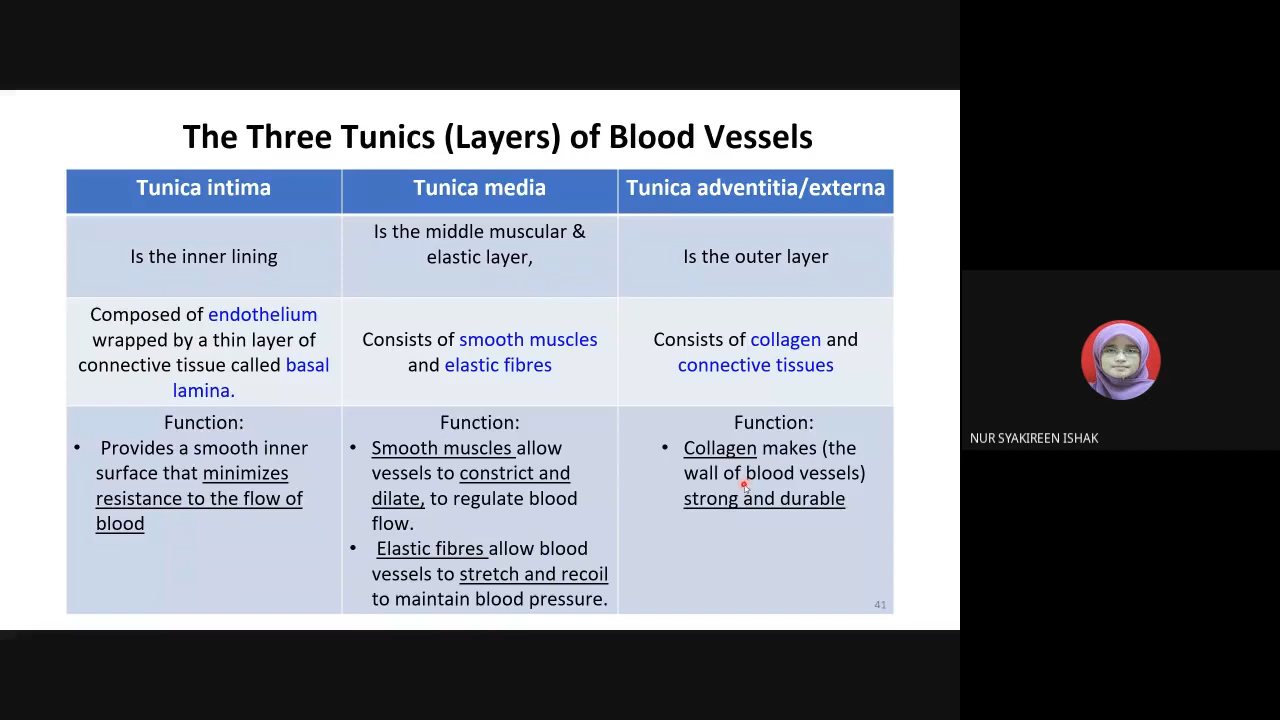 The Three Tunics (Layers) of Blood Vessels
Tunica intima
Tunica media
Tunica adventitia/externa
Is the inner lining
Is the middle muscular &
elastic layer,
Is the outer layer
Composed of endothelium
wrapped by a thin layer of
connective tissue called basal
lamina.
Consists of smooth muscles
and elastic fibres
Consists of collagen and
connective tissues
Function:
• Provides a smooth inner
surface that minimizes
resistance to the flow of
blood
Function:
• Smooth muscles allow
vessels to constrict and
dilate, to regulate blood
flow.
• Elastic fibres allow blood
vessels to stretch and recoil
to maintain blood pressure.
Function:
• Collagen makes (the
wall of blood vessels)
strong and durable
41
NUR SYAKIREEN ISHAK